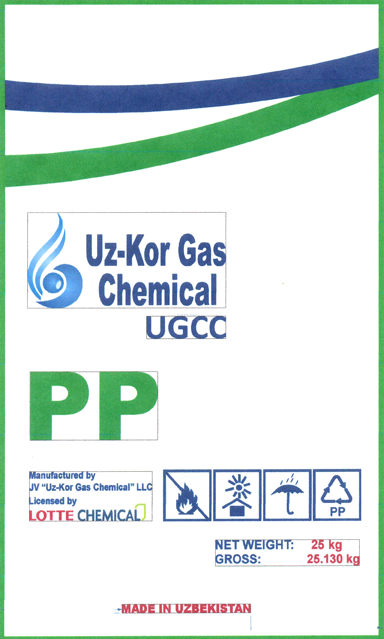 Uz-Kor Gas
Chemical
UGCC
PP
Manufactured by
JV "Uz-Kor Gas Chemical" LLC
Licensed by
LOTTE CHEMICAL
PP
NET WEIGHT: 25 kg
GROSS: 25.130 kg
MADE IN UZBEKISTAN